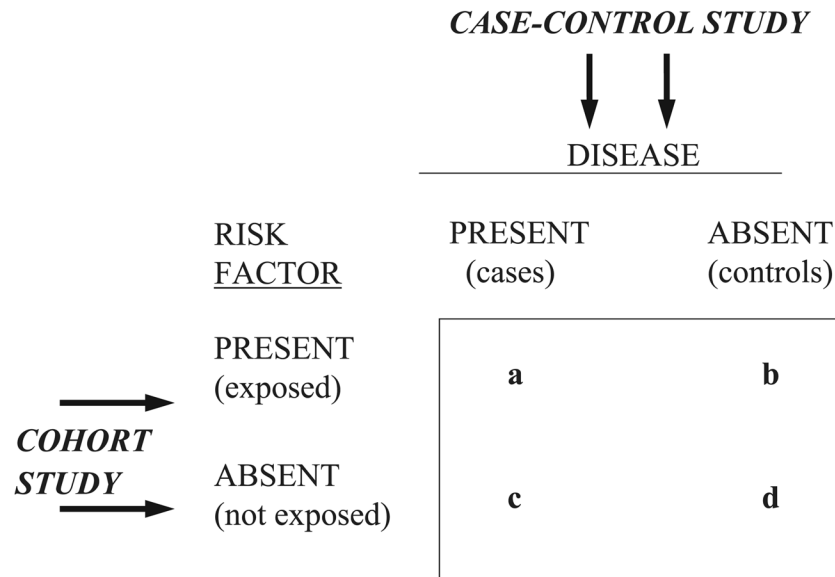 CASE-CONTROL STUDY
DISEASE
RISK
FACTOR
PRESENT
(cases)
ABSENT
(controls)
PRESENT
(exposed)
a
b
COHORT
STUDY
ABSENT
(not exposed)
c
d